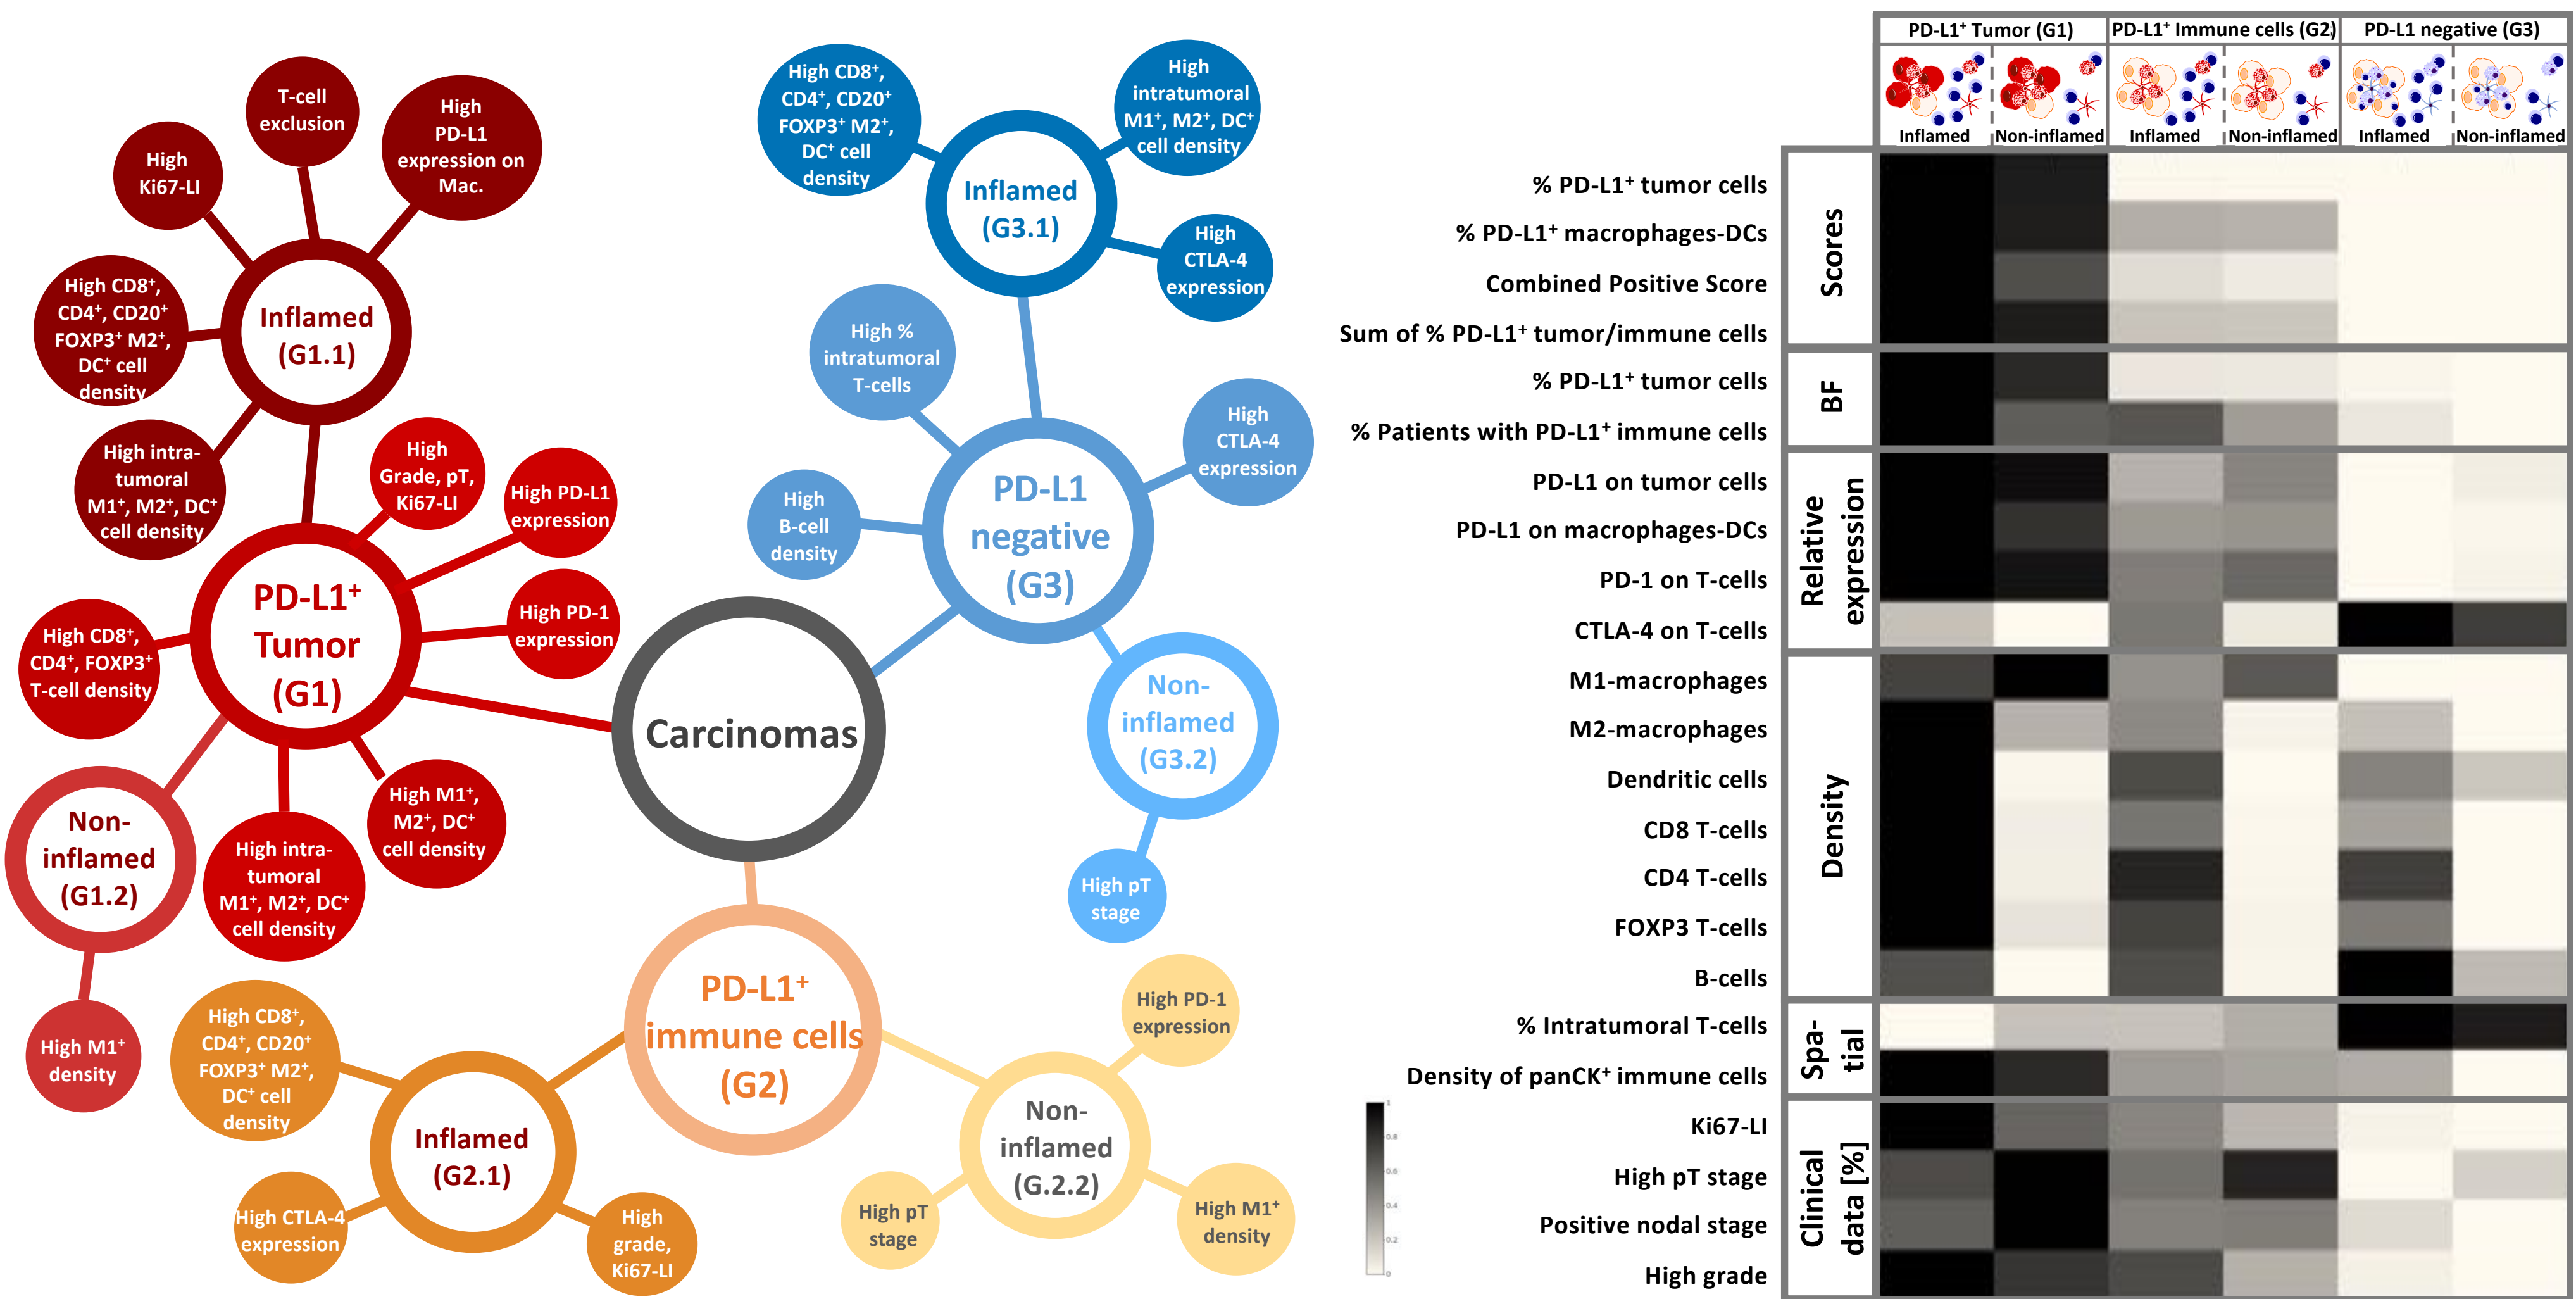 T-cell
exclusion
High
PD-L1
expression on
Mac.
High
Ki67-LI
High CD8⁺,
CD4⁺, CD20⁺
FOXP3⁺ M2⁺,
DC⁺ cell
density
High intra-
tumoral
M1⁺, M2⁺, DC⁺
cell density
Inflamed
(G1.1)
High
Grade, pT,
Ki67-LI
High PD-L1
expression
High PD-1
expression
PD-L1⁺
Tumor
(G1)
High CD8⁺,
CD4⁺, FOXP3⁺
T-cell density
High M1⁺,
M2⁺, DC⁺
cell density
High intra-
tumoral
M1⁺, M2⁺, DC⁺
cell density
Non-
inflamed
(G1.2)
High M1⁺
density
Carcinomas
High CD8⁺,
CD4⁺, CD20⁺
FOXP3⁺ M2⁺,
DC⁺ cell
density
High
intratumoral
M1⁺, M2⁺, DC⁺
cell density
Inflamed
(G3.1)
High
CTLA-4
expression
High %
intratumoral
T-cells
High
CTLA-4
expression
High
B-cell
density
PD-L1
negative
(G3)
Non-
inflamed
(G3.2)
High pT
stage
PD-L1⁺
immune cells
(G2)
High CD8⁺,
CD4⁺, CD20⁺
FOXP3⁺ M2⁺,
DC⁺ cell
density
Inflamed
(G2.1)
High CTLA-4
expression
High
grade,
Ki67-LI
High PD-1
expression
Non-
inflamed
(G.2.2)
High pT
stage
High M1⁺
density
PD-L1⁺ Tumor (G1)
PD-L1⁺ Immune cells (G2)
PD-L1 negative (G3)
Inflamed
Non-inflamed
Inflamed
Non-inflamed
Inflamed
Non-inflamed
Scores
% PD-L1⁺ tumor cells
% PD-L1⁺ macrophages-DCs
Combined Positive Score
Sum of % PD-L1⁺ tumor/immune cells
BF
% PD-L1⁺ tumor cells
% Patients with PD-L1⁺ immune cells
Relative
expression
PD-L1 on tumor cells
PD-L1 on macrophages-DCs
PD-1 on T-cells
CTLA-4 on T-cells
Density
M1-macrophages
M2-macrophages
Dendritic cells
CD8 T-cells
CD4 T-cells
FOXP3 T-cells
B-cells
Spa-
tial
% Intratumoral T-cells
Density of panCK⁺ immune cells
Clinical
data [%]
Ki67-LI
High pT stage
Positive nodal stage
High grade
1
0.8
0.6
0.4
0.2
0